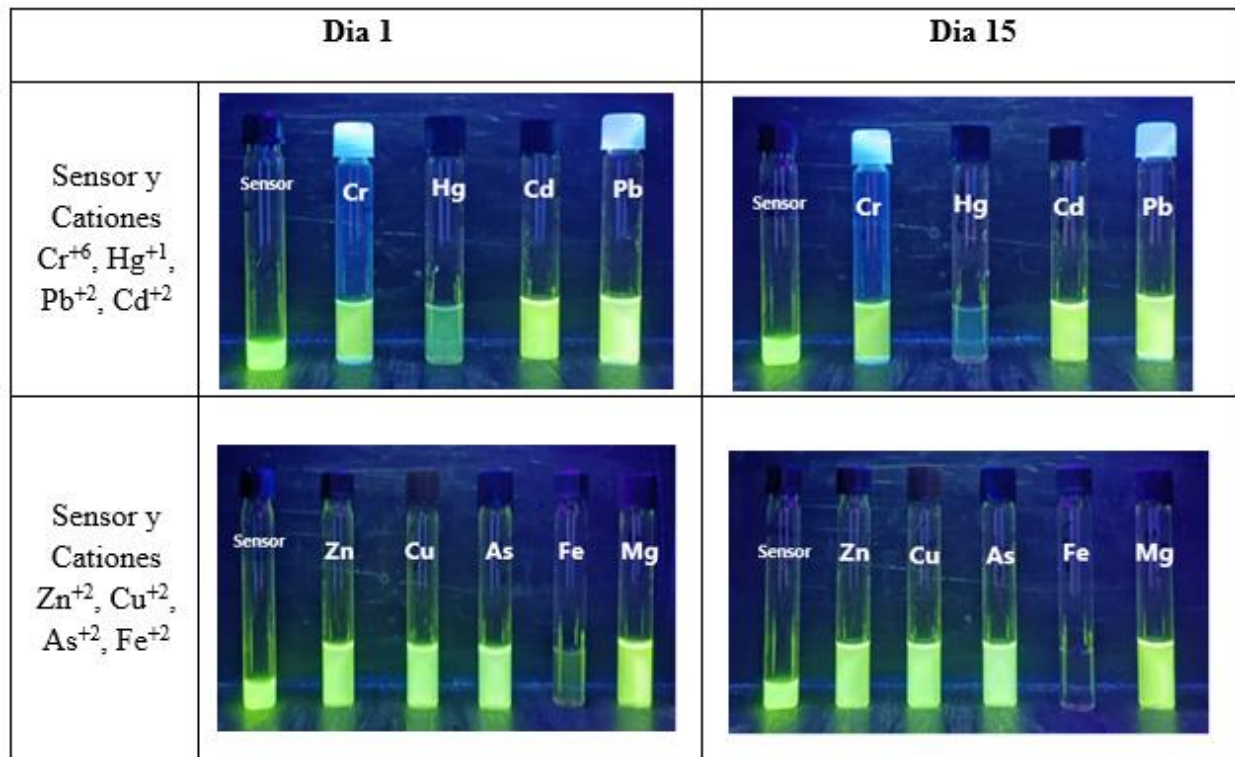 Dia 1
Dia 15
Sensor y
Cationes
Cr+6, Hg+1,
Pb+2, Cd+2
Sensor
Cr
Hg
Cd
Pb
Sensor
Cr
Hg
Cd
Pb
Sensor y
Cationes
Zn+2, Cu+2,
As+2, Fe+2
Sensor
Zn
Cu
As
Fe
Mg
Sensor
Zn
Cu
As
Fe
Mg